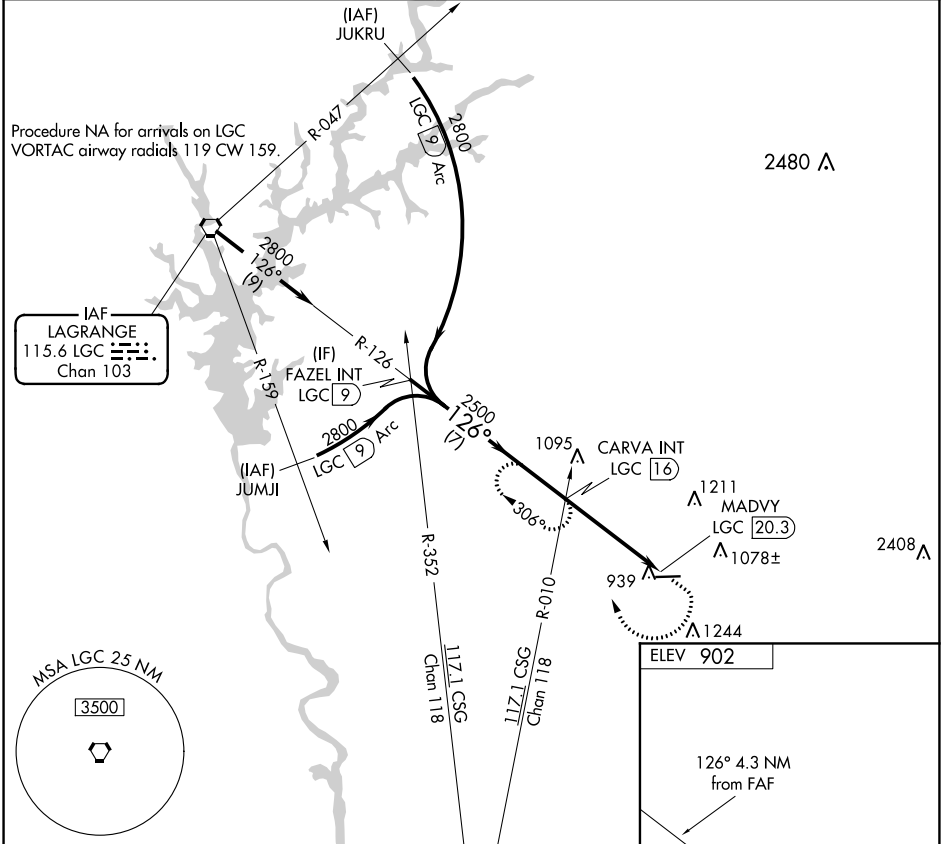 (IAF)
JUKRU
Procedure NA for arrivals on LGC
VORTAC airway radials 119 CW 159.
R-047
LGC 9 Arc
2800
2480
2800
126°
(9)
IAF
LAGRANGE
115.6 LGC
Chan 103
R-159
R-126
(IF)
FAZEL INT
LGC 9
2800
LGC 9 Arc
(IAF)
JUMJI
2500
126°
(7)
1095
CARVA INT
LGC 16
306°
1211
MADVY
LGC 20.3
1078±
2408
939
1244
R-352
R-010
117.1 CSG
Chan 118
117.1 CSG
Chan 118
MSA LGC 25 NM
3500
ELEV 902
126° 4.3 NM
from FAF